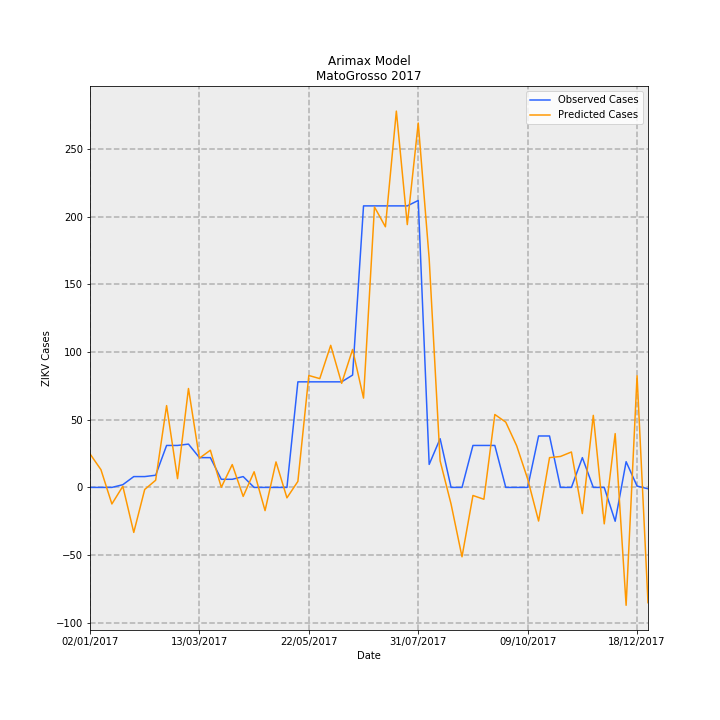 Arimax Model
MatoGrosso 2017
Observed Cases
Predicted Cases
ZIKV Cases
250
200
150
100
50
0
−50
−100
02/01/2017 13/03/2017 22/05/2017 31/07/2017 09/10/2017 18/12/2017
Date